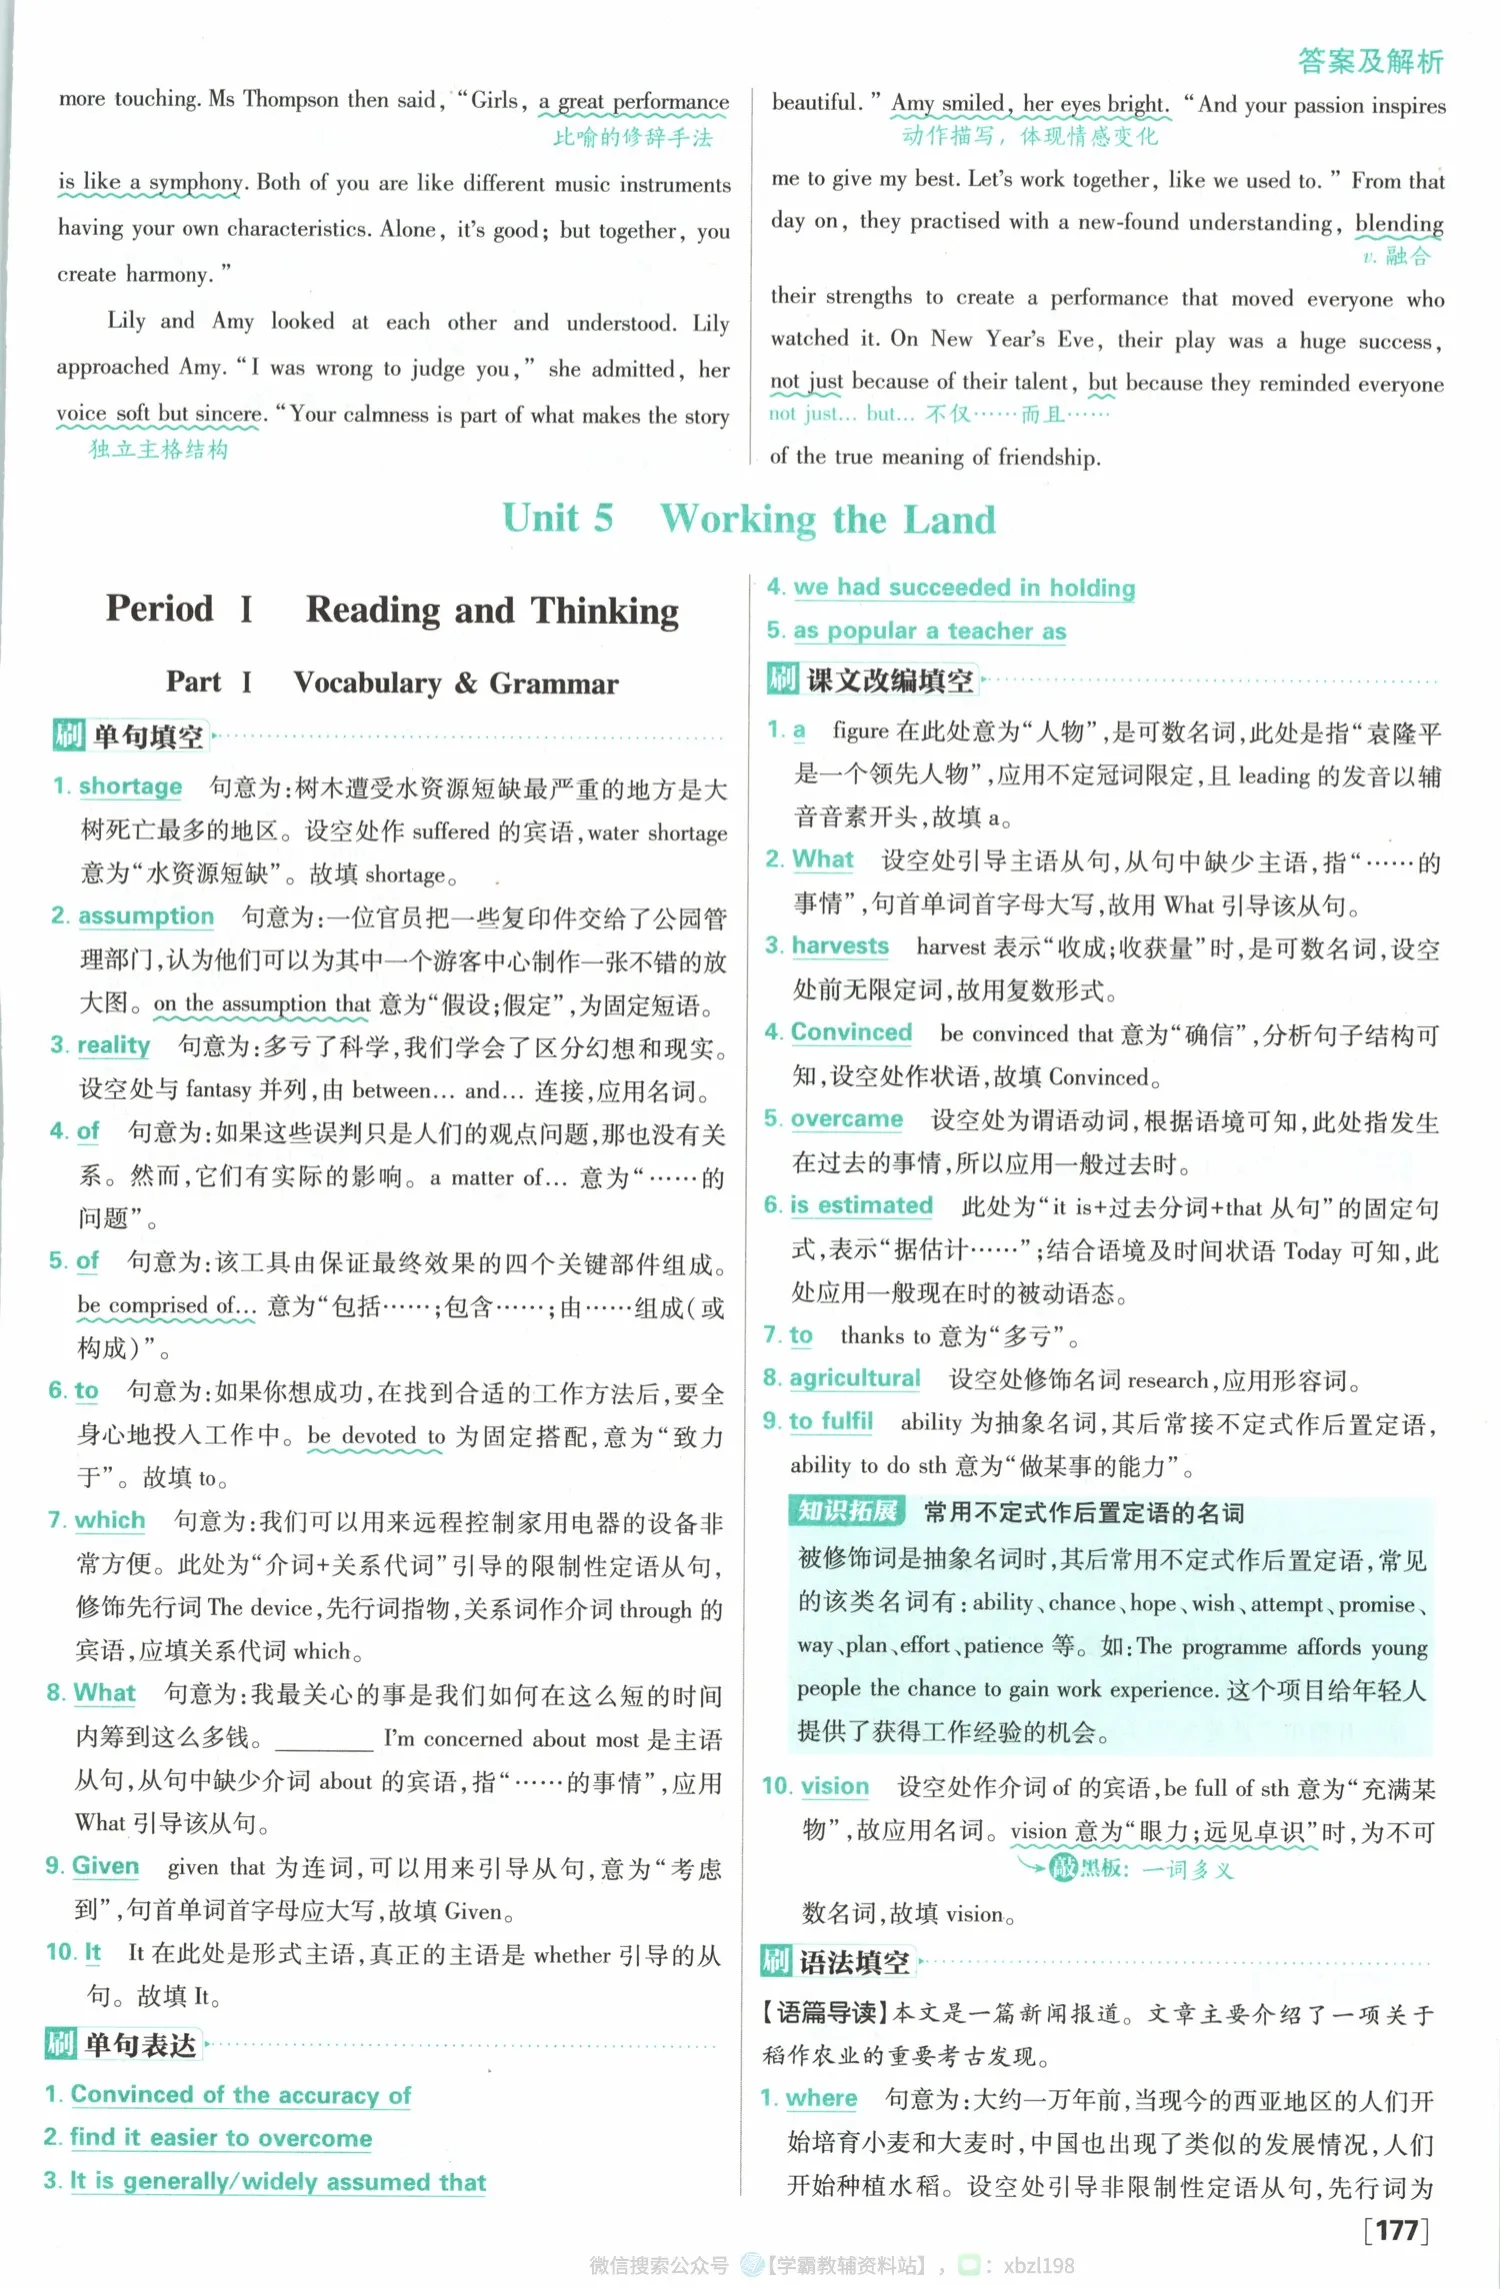 答案及解析
more touching. Ms Thompson then said, “Girls, a great performance
比喻的修辞手法
is like a symphony. Both of you are like different music instruments
having your own characteristics. Alone, it’s good; but together, you
create harmony.”
Lily and Amy looked at each other and understood. Lily
approached Amy. “I was wrong to judge you,” she admitted, her
voice soft but sincere. “Your calmness is part of what makes the story
独立主格结构
beautiful.” Amy smiled, her eyes bright. “And your passion inspires
动作描写，体现情感变化
me to give my best. Let’s work together, like we used to.” From that
day on, they practised with a new-found understanding, blending
v. 融合
their strengths to create a performance that moved everyone who
watched it. On New Year’s Eve, their play was a huge success,
not just because of their talent, but because they reminded everyone
not just... but... 不仅……而且……
of the true meaning of friendship.
Unit 5 Working the Land
Period Ⅰ Reading and Thinking
Part Ⅰ Vocabulary & Grammar
刷 单句填空
1. shortage 句意为：树木遭受水资源短缺最严重的地方是大
树死亡最多的地区。设空处作 suffered 的宾语，water shortage
意为“水资源短缺”。故填 shortage。
2. assumption 句意为：一位官员把一些复印件交给了公园管
理部门，认为他们可以为其中一个游客中心制作一张不错的放
大图。on the assumption that 意为“假设；假定”，为固定短语。
3. reality 句意为：多亏了科学，我们学会了区分幻想和现实。
设空处与 fantasy 并列，由 between... and... 连接，应用名词。
4. of 句意为：如果这些误判只是人们的观点问题，那也没有关
系。然而，它们有实际的影响。a matter of... 意为“……的
问题”。
5. of 句意为：该工具由保证最终效果的四个关键部件组成。
be comprised of... 意为“包括……；包含……；由……组成（或
构成）”。
6. to 句意为：如果你想成功，在找到合适的工作方法后，要全
身心地投入工作中。be devoted to 为固定搭配，意为“致力
于”。故填 to。
7. which 句意为：我们可以用来远程控制家用电器的设备非
常方便。此处为“介词+关系代词”引导的限制性定语从句，
修饰先行词 The device，先行词指物，关系词作介词 through 的
宾语，应填关系代词 which。
8. What 句意为：我最关心的事是我们如何在这么短的时间
内筹到这么多钱。________ I’m concerned about most 是主语
从句，从句中缺少介词 about 的宾语，指“……的事情”，应用
What 引导该从句。
9. Given given that 为连词，可以用来引导从句，意为“考虑
到”，句首单词首字母应大写，故填 Given。
10. It It 在此处是形式主语，真正的主语是 whether 引导的从
句。故填 It。
刷 单句表达
1. Convinced of the accuracy of
2. find it easier to overcome
3. It is generally/widely assumed that
4. we had succeeded in holding
5. as popular a teacher as
刷 课文改编填空
1. a figure 在此处意为“人物”，是可数名词，此处是指“袁隆平
是一个领先人物”，应用不定冠词限定，且 leading 的发音以辅
音音素开头，故填 a。
2. What 设空处引导主语从句，从句中缺少主语，指“……的
事情”，句首单词首字母大写，故用 What 引导该从句。
3. harvests harvest 表示“收成；收获量”时，是可数名词，设空
处前无限定词，故用复数形式。
4. Convinced be convinced that 意为“确信”，分析句子结构可
知，设空处作状语，故填 Convinced。
5. overcame 设空处为谓语动词，根据语境可知，此处指发生
在过去的事情，所以应用一般过去时。
6. is estimated 此处为“it is+过去分词+that 从句”的固定句
式，表示“据估计……”；结合语境及时间状语 Today 可知，此
处应用一般现在时的被动语态。
7. to thanks to 意为“多亏”。
8. agricultural 设空处修饰名词 research，应用形容词。
9. to fulfil ability 为抽象名词，其后常接不定式作后置定语，
ability to do sth 意为“做某事的能力”。
知识拓展 常用不定式作后置定语的名词
被修饰词是抽象名词时，其后常用不定式作后置定语，常见
的该类名词有：ability、chance、hope、wish、attempt、promise、
way、plan、effort、patience 等。如：The programme affords young
people the chance to gain work experience. 这个项目给年轻人
提供了获得工作经验的机会。
10. vision 设空处作介词 of 的宾语，be full of sth 意为“充满某
物”，故应用名词。vision 意为“眼力；远见卓识”时，为不可
敲黑板：一词多义
数名词，故填 vision。
刷 语法填空
【语篇导读】本文是一篇新闻报道。文章主要介绍了一项关于
稻作农业的重要考古发现。
1. where 句意为：大约一万年前，当现今的西亚地区的人们开
始培育小麦和大麦时，中国也出现了类似的发展情况，人们
开始种植水稻。设空处引导非限制性定语从句，先行词为
[177]
微信搜索公众号 【学霸教辅资料站】， ：xbzl198